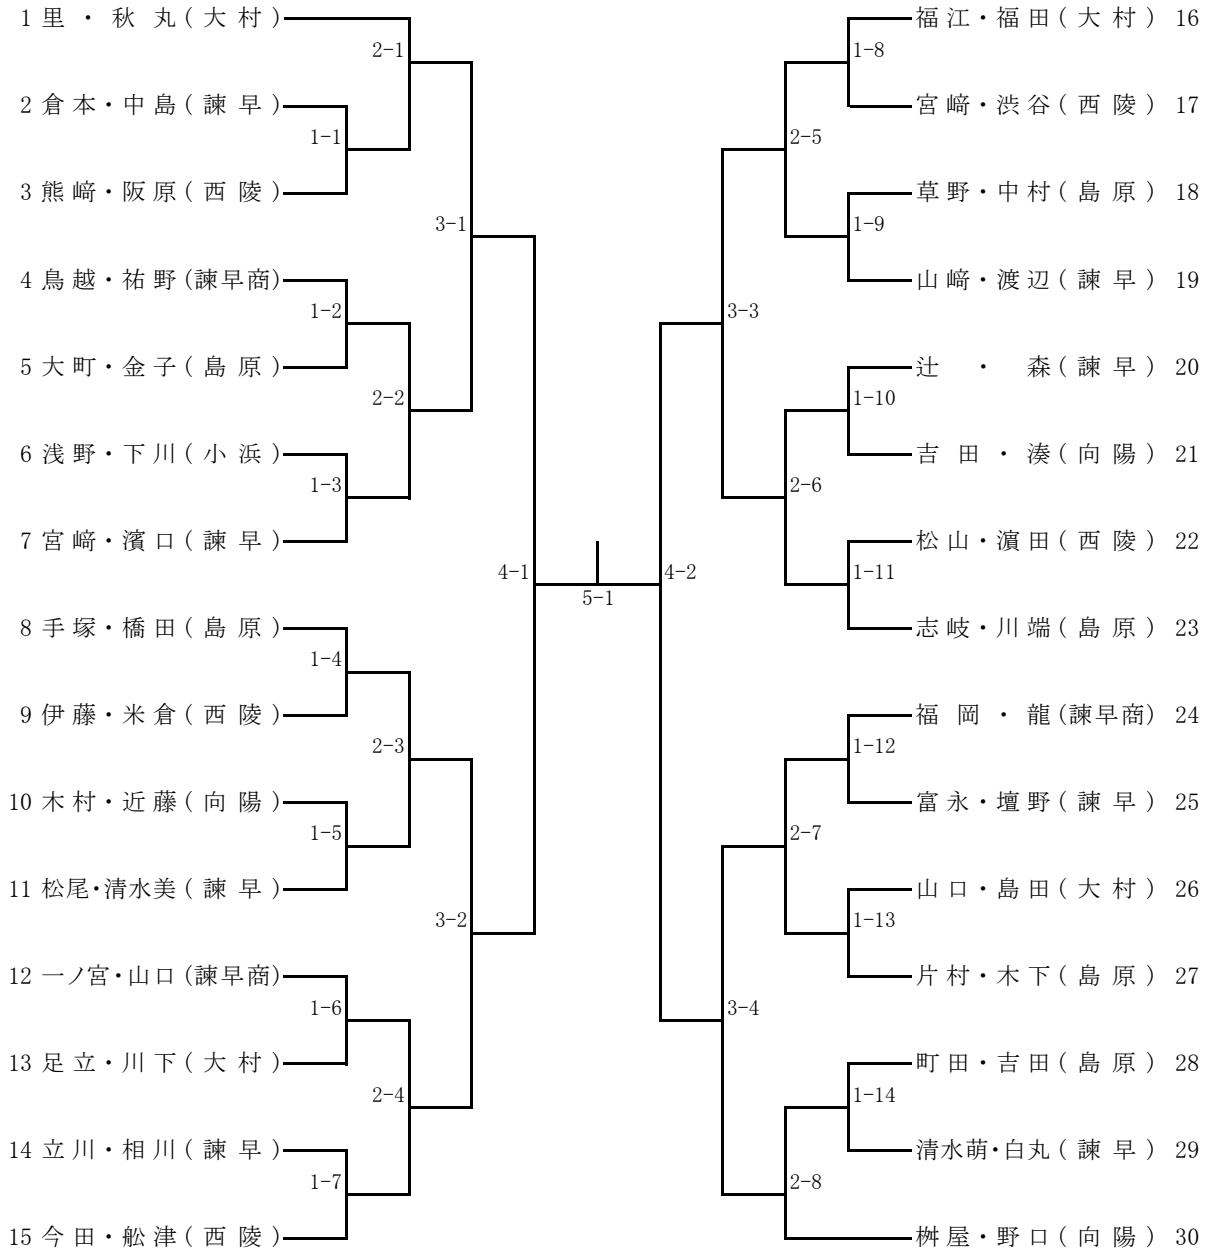 1 里・秋丸(大村)
2-1
2 倉本・中島(諫早)
1-1
3 熊﨑・阪原(西陵)
3-1
4 鳥越・祐野(諫早商)
1-2
5 大町・金子(島原)
2-2
6 浅野・下川(小浜)
1-3
7 宮﨑・濱口(諫早)
4-1
8 手塚・橋田(島原)
1-4
9 伊藤・米倉(西陵)
2-3
10 木村・近藤(向陽)
1-5
11 松尾・清水美(諫早)
3-2
12 一ノ宮・山口(諫早商)
1-6
13 足立・川下(大村)
2-4
14 立川・相川(諫早)
1-7
15 今田・舩津(西陵)
5-1
福江・福田(大村) 16
1-8
宮﨑・渋谷(西陵) 17
2-5
草野・中村(島原) 18
1-9
山﨑・渡辺(諫早) 19
3-3
辻・森(諫早) 20
1-10
吉田・湊(向陽) 21
2-6
松山・濵田(西陵) 22
1-11
志岐・川端(島原) 23
4-2
福岡・龍(諫早商) 24
1-12
富永・壇野(諫早) 25
2-7
山口・島田(大村) 26
1-13
片村・木下(島原) 27
3-4
町田・吉田(島原) 28
1-14
清水萌・白丸(諫早) 29
2-8
桝屋・野口(向陽) 30